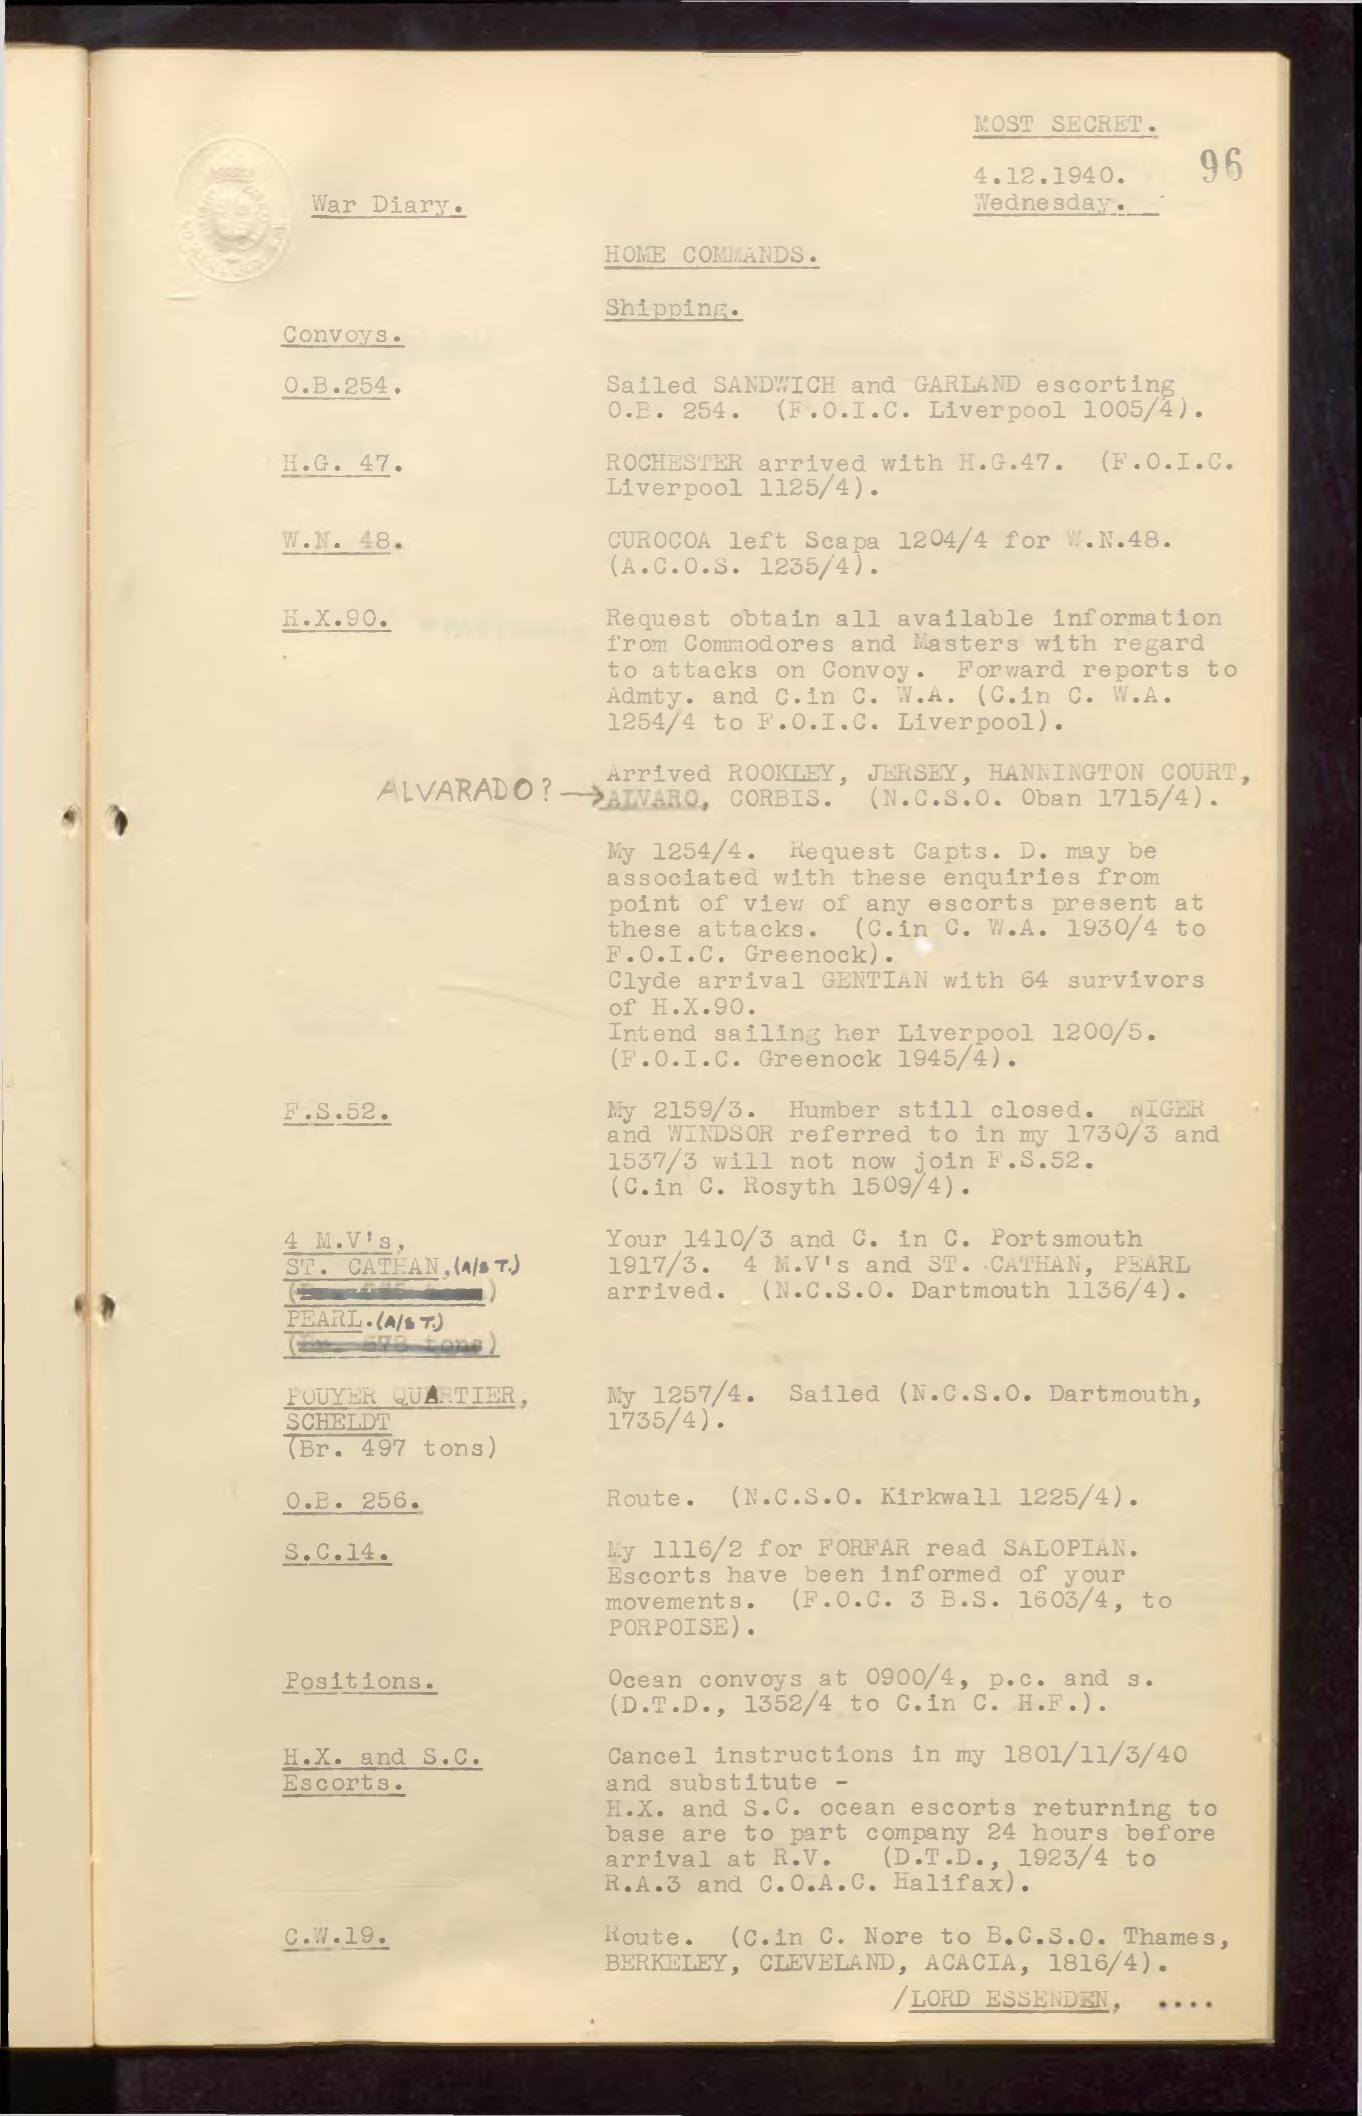 MOST SECRET.
96
4.12.1940.
Wednesday.
War Diary.
HOME COMMANDS.
Shipping.
Convoys.
O.B.254.
Sailed SANDWICH and GARLAND escorting
O.B. 254. (F.O.I.C. Liverpool 1005/4).
H.G. 47.
ROCHESTER arrived with H.G.47. (F.O.I.C.
Liverpool 1125/4).
W.N. 48.
CUROCOA left Scapa 1204/4 for W.N.48.
(A.C.O.S. 1235/4).
H.X.90.
Request obtain all available information
from Commodores and Masters with regard
to attacks on Convoy. Forward reports to
Admty. and C.in C. W.A. (C.in C. W.A.
1254/4 to F.O.I.C. Liverpool).
Arrived ROOKLEY, JERSEY, HANNINGTON COURT,
ALVARADO? → ALVARO, CORBIS. (N.C.S.O. Oban 1715/4).
My 1254/4. Request Capts. D. may be
associated with these enquiries from
point of view of any escorts present at
these attacks. (C.in C. W.A. 1930/4 to
F.O.I.C. Greenock).
Clyde arrival GENTIAN with 64 survivors
of H.X.90.
Intend sailing her Liverpool 1200/5.
(F.O.I.C. Greenock 1945/4).
F.S.52.
My 2159/3. Humber still closed. NIGER
and WINDSOR referred to in my 1730/3 and
1537/3 will not now join F.S.52.
(C.in C. Rosyth 1509/4).
4 M.V's,
ST. CATHAN,(A/S T.)
PEARL.(A/S T.)
(Br. 678 tons)
Your 1410/3 and C. in C. Portsmouth
1917/3. 4 M.V's and ST. CATHAN, PEARL
arrived. (N.C.S.O. Dartmouth 1136/4).
POUYER QUARTIER,
SCHELDT
(Br. 497 tons)
My 1257/4. Sailed (N.C.S.O. Dartmouth,
1735/4).
O.B. 256.
Route. (N.C.S.O. Kirkwall 1225/4).
S.C.14.
My 1116/2 for FORFAR read SALOPIAN.
Escorts have been informed of your
movements. (F.O.C. 3 B.S. 1603/4, to
PORPOISE).
Positions.
Ocean convoys at 0900/4, p.c. and s.
(D.T.D., 1352/4 to C.in C. H.F.).
H.X. and S.C.
Escorts.
Cancel instructions in my 1801/11/3/40
and substitute -
H.X. and S.C. ocean escorts returning to
base are to part company 24 hours before
arrival at R.V. (D.T.D., 1923/4 to
R.A.3 and C.O.A.C. Halifax).
C.W.19.
Route. (C.in C. Nore to B.C.S.O. Thames,
BERKELEY, CLEVELAND, ACACIA, 1816/4).
/LORD ESSENDEN, ....